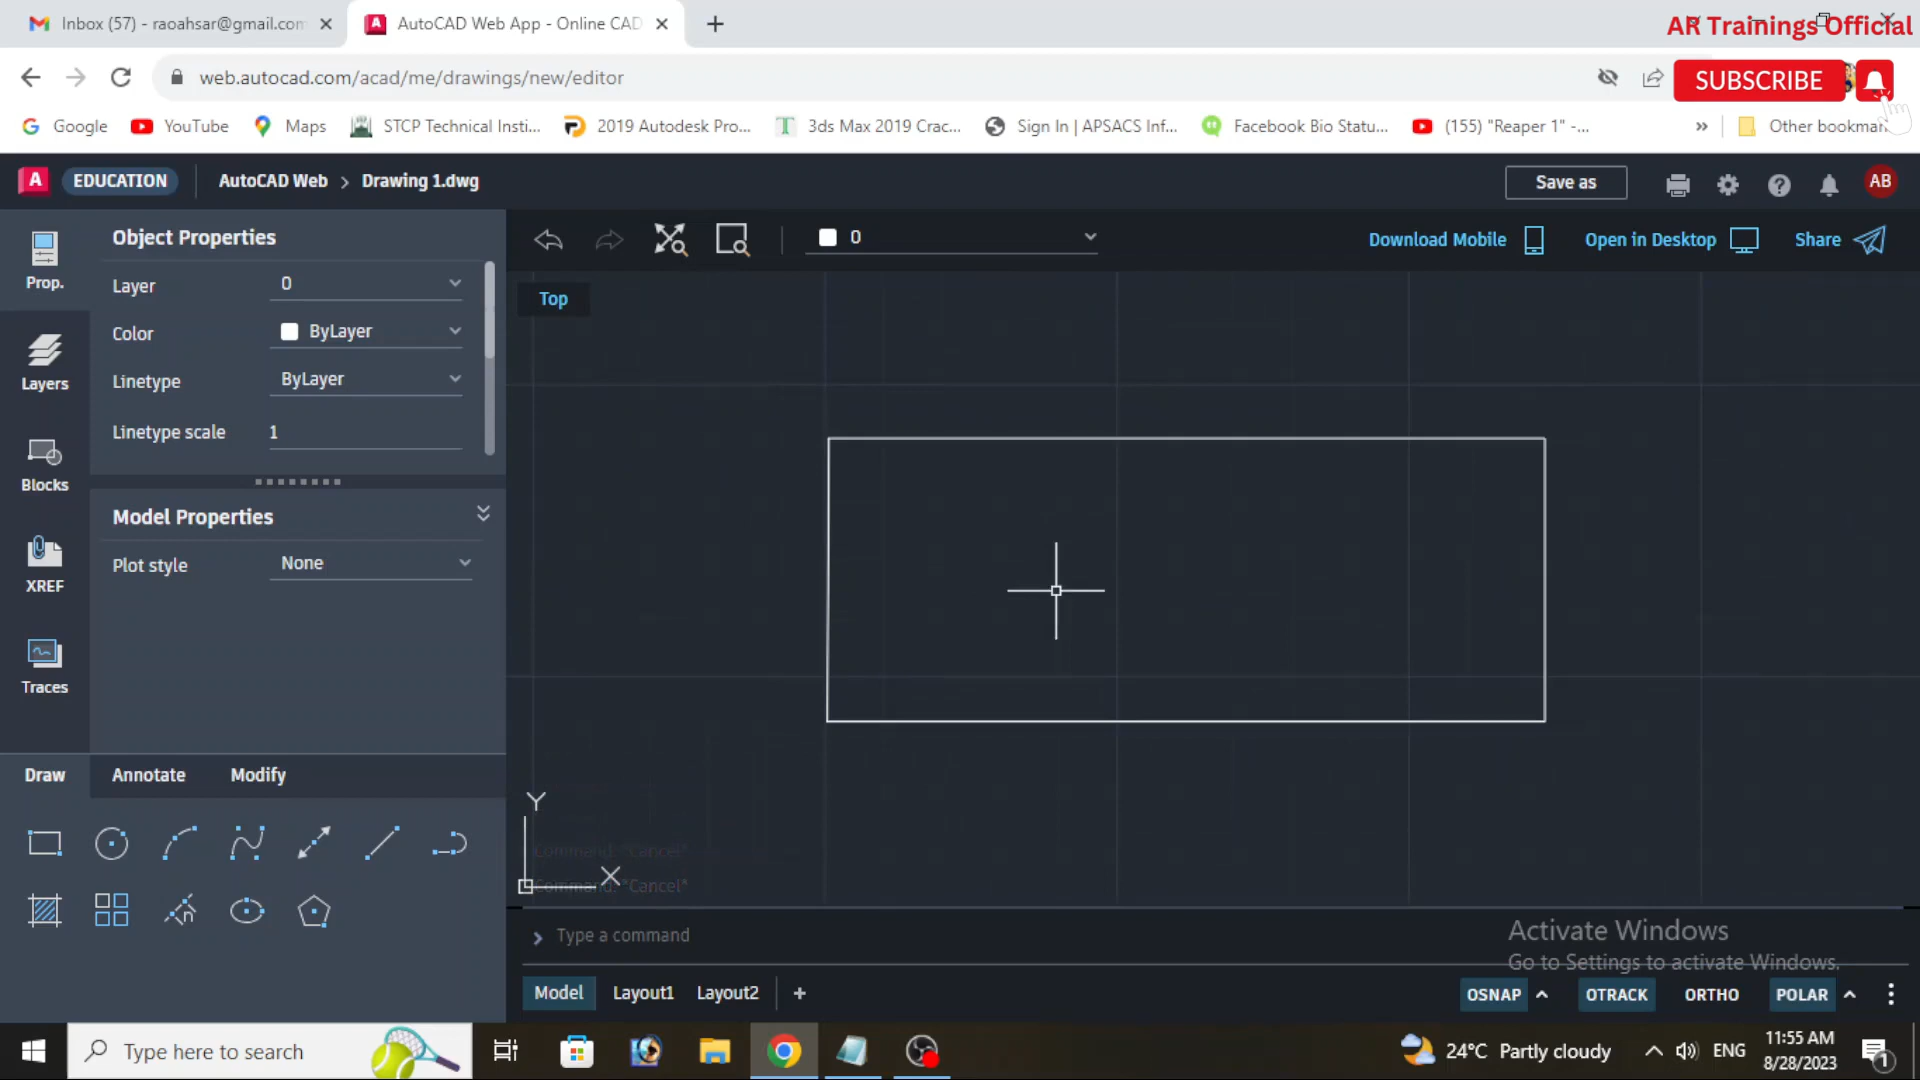 Inbox (57) - raoahsar@gmail.com
AutoCAD Web App - Online CAD
AR Trainings Official
web.autocad.com/acad/me/drawings/new/editor
SUBSCRIBE
Google
YouTube
Maps
STCP Technical Insti...
2019 Autodesk Pro...
3ds Max 2019 Crac...
Sign In | APSACS Inf...
Facebook Bio Statu...
(155) "Reaper 1" -...
»
Other bookmar
A EDUCATION
AutoCAD Web > Drawing 1.dwg
Save as
AB
Prop.
Object Properties
0
Download Mobile
Open in Desktop
Share
Layer 0
Color ByLayer
Linetype ByLayer
Linetype scale 1
Top
Layers
Blocks
XREF
Traces
Model Properties
Plot style None
Draw Annotate Modify
Y
X
Command: *Cancel*
Command: *Cancel*
Type a command
Activate Windows
Go to Settings to activate Windows.
Model Layout1 Layout2 +
OSNAP OTRACK ORTHO POLAR
Type here to search
24°C Partly cloudy
ENG
11:55 AM
8/28/2023
1